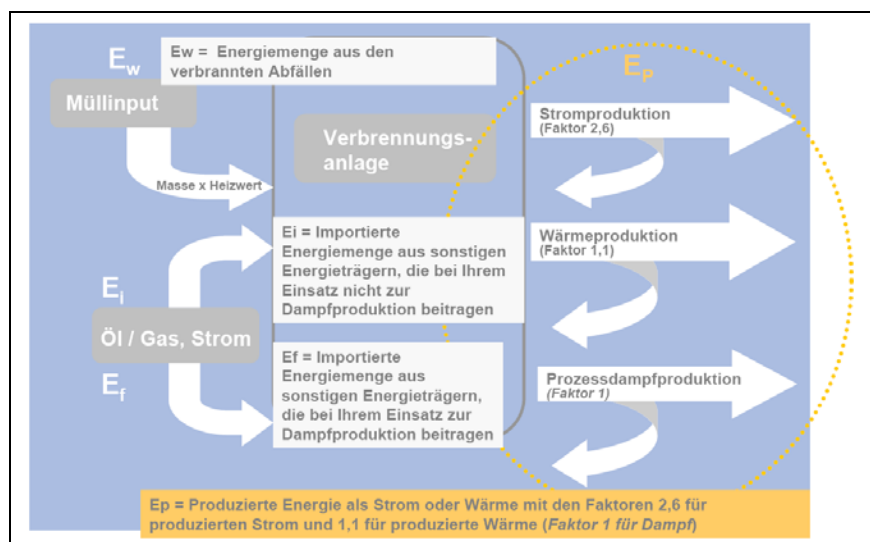 E_w
Müllinput
Masse x Heizwert
Ew = Energiemenge aus den
verbrannten Abfällen
Verbrennungs-
anlage
E_i
Öl / Gas, Strom
E_f
Ei = Importierte
Energiemenge aus sonstigen
Energieträgern, die bei Ihrem
Einsatz nicht zur
Dampfproduktion beitragen
Ef = Importierte
Energiemenge aus
sonstigen Energieträgern,
die bei Ihrem Einsatz zur
Dampfproduktion beitragen
E_p
Stromproduktion
(Faktor 2,6)
Wärmeproduktion
(Faktor 1,1)
Prozessdampfproduktion
(Faktor 1)
Ep = Produzierte Energie als Strom oder Wärme mit den Faktoren 2,6 für
produzierten Strom und 1,1 für produzierte Wärme (Faktor 1 für Dampf)